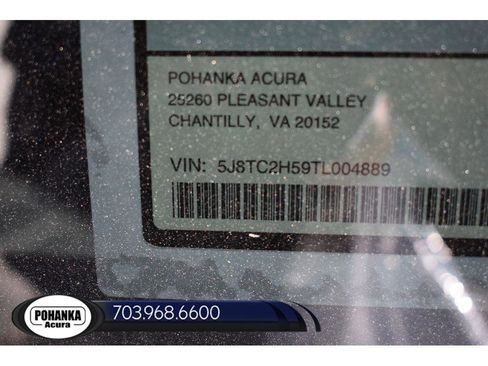 POHANKA ACURA
25260 PLEASANT VALLEY
CHANTILLY, VA 20152
VIN: 5J8TC2H59TL004889
POHANKA
Acura
703.968.6600